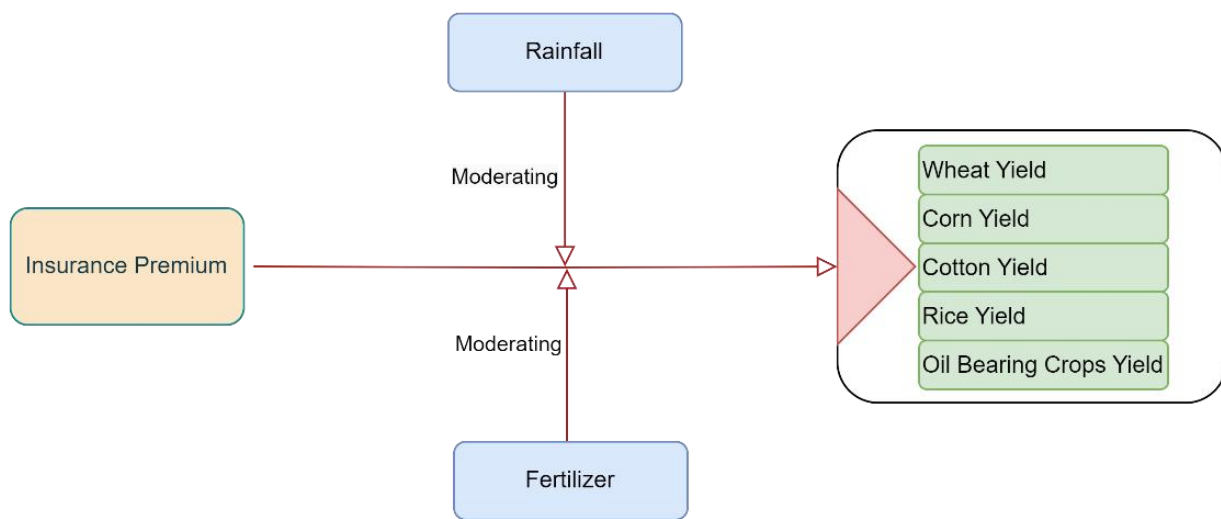 Rainfall
Moderating
Insurance Premium
Moderating
Fertilizer
Wheat Yield
Corn Yield
Cotton Yield
Rice Yield
Oil Bearing Crops Yield